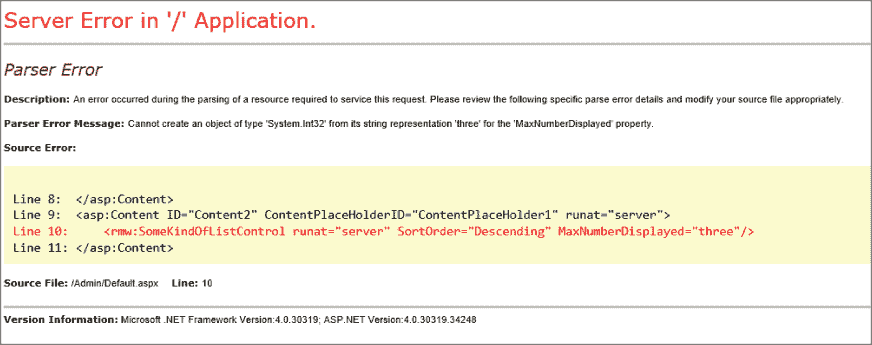 Server Error in '/' Application.
Parser Error
Description: An error occurred during the parsing of a resource required to service this request. Please review the following specific parse error details and modify your source file appropriately.
Parser Error Message: Cannot create an object of type 'System.Int32' from its string representation 'three' for the 'MaxNumberDisplayed' property.
Source Error:
Line 8:  </asp:Content>
Line 9:  <asp:Content ID="Content2" ContentPlaceHolderID="ContentPlaceHolder1" runat="server">
Line 10:     <rmw:SomeKindOfListControl runat="server" SortOrder="Descending" MaxNumberDisplayed="three"/>
Line 11: </asp:Content>
Source File: /Admin/Default.aspx    Line: 10
Version Information: Microsoft .NET Framework Version:4.0.30319; ASP.NET Version:4.0.30319.34248